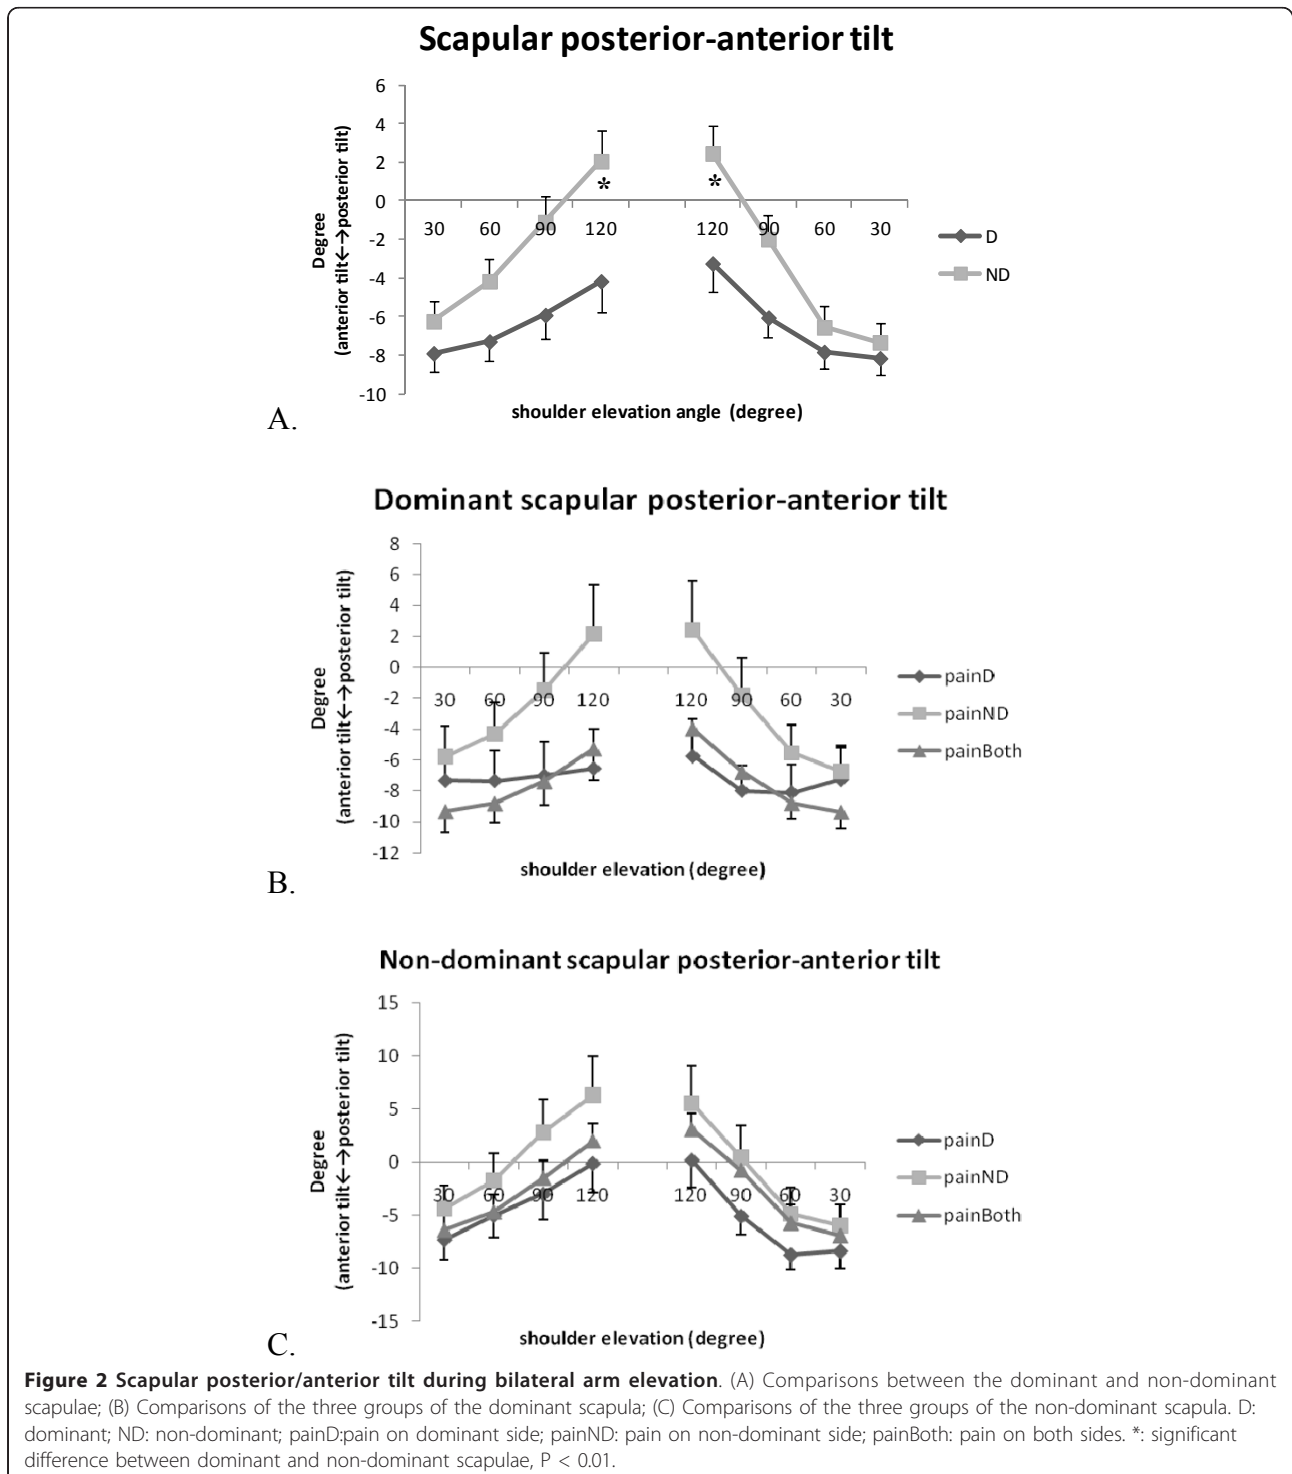 Scapular posterior-anterior tilt
6
4
2
0
-2
-4
-6
-8
-10
Degree
(anterior tilt←→posterior tilt)
30 60 90 120 120 90 60 30
* *
D
ND
shoulder elevation angle (degree)
A.
Dominant scapular posterior-anterior tilt
8
6
4
2
0
-2
-4
-6
-8
-10
-12
Degree
(anterior tilt←→posterior tilt)
30 60 90 120 120 90 60 30
painD
painND
painBoth
shoulder elevation (degree)
B.
Non-dominant scapular posterior-anterior tilt
15
10
5
0
-5
-10
-15
Degree
(anterior tilt←→posterior tilt)
30 60 90 120 120 90 60 30
painD
painND
painBoth
shoulder elevation (degree)
C.
Figure 2 Scapular posterior/anterior tilt during bilateral arm elevation. (A) Comparisons between the dominant and non-dominant
scapulae; (B) Comparisons of the three groups of the dominant scapula; (C) Comparisons of the three groups of the non-dominant scapula. D:
dominant; ND: non-dominant; painD:pain on dominant side; painND: pain on non-dominant side; painBoth: pain on both sides. *: significant
difference between dominant and non-dominant scapulae, P < 0.01.